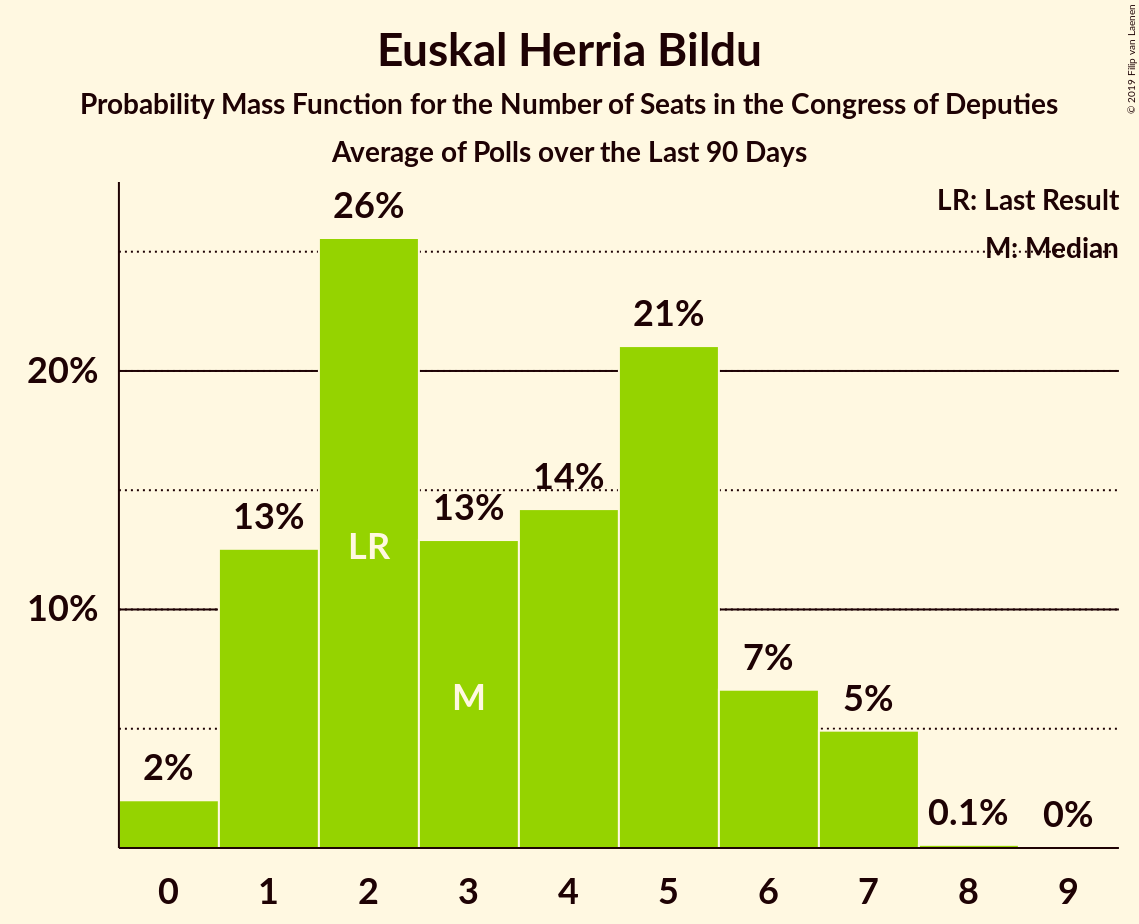 Euskal Herria Bildu
Probability Mass Function for the Number of Seats in the Congress of Deputies
Average of Polls over the Last 90 Days
© 2019 Filip van Laenen
LR: Last Result
M: Median
26%
21%
20%
14%
13%
13%
LR
10%
7%
M
5%
2%
0.1%
0%
0 1 2 3 4 5 6 7 8 9